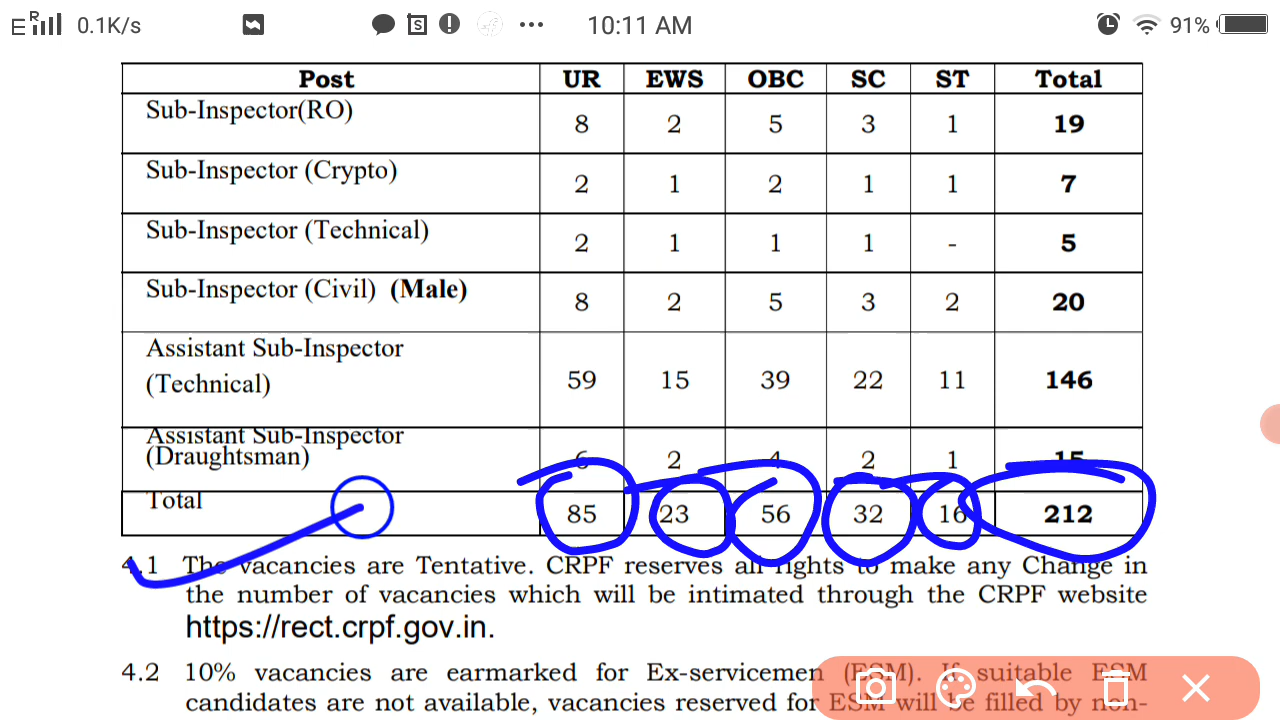 0.1K/s 10:11 AM 91%
Post UR EWS OBC SC ST Total
Sub-Inspector(RO) 8 2 5 3 1 19
Sub-Inspector (Crypto) 2 1 2 1 1 7
Sub-Inspector (Technical) 2 1 1 1 - 5
Sub-Inspector (Civil) (Male) 8 2 5 3 2 20
Assistant Sub-Inspector
(Technical) 59 15 39 22 11 146
Assistant Sub-Inspector
(Draughtsman) 6 2 4 2 1 15
Total 85 23 56 32 16 212
4.1 The vacancies are Tentative. CRPF reserves all rights to make any Change in
the number of vacancies which will be intimated through the CRPF website
https://rect.crpf.gov.in.
4.2 10% vacancies are earmarked for Ex-servicemen (ESM). If suitable ESM
candidates are not available, vacancies reserved for ESM will be filled by non-